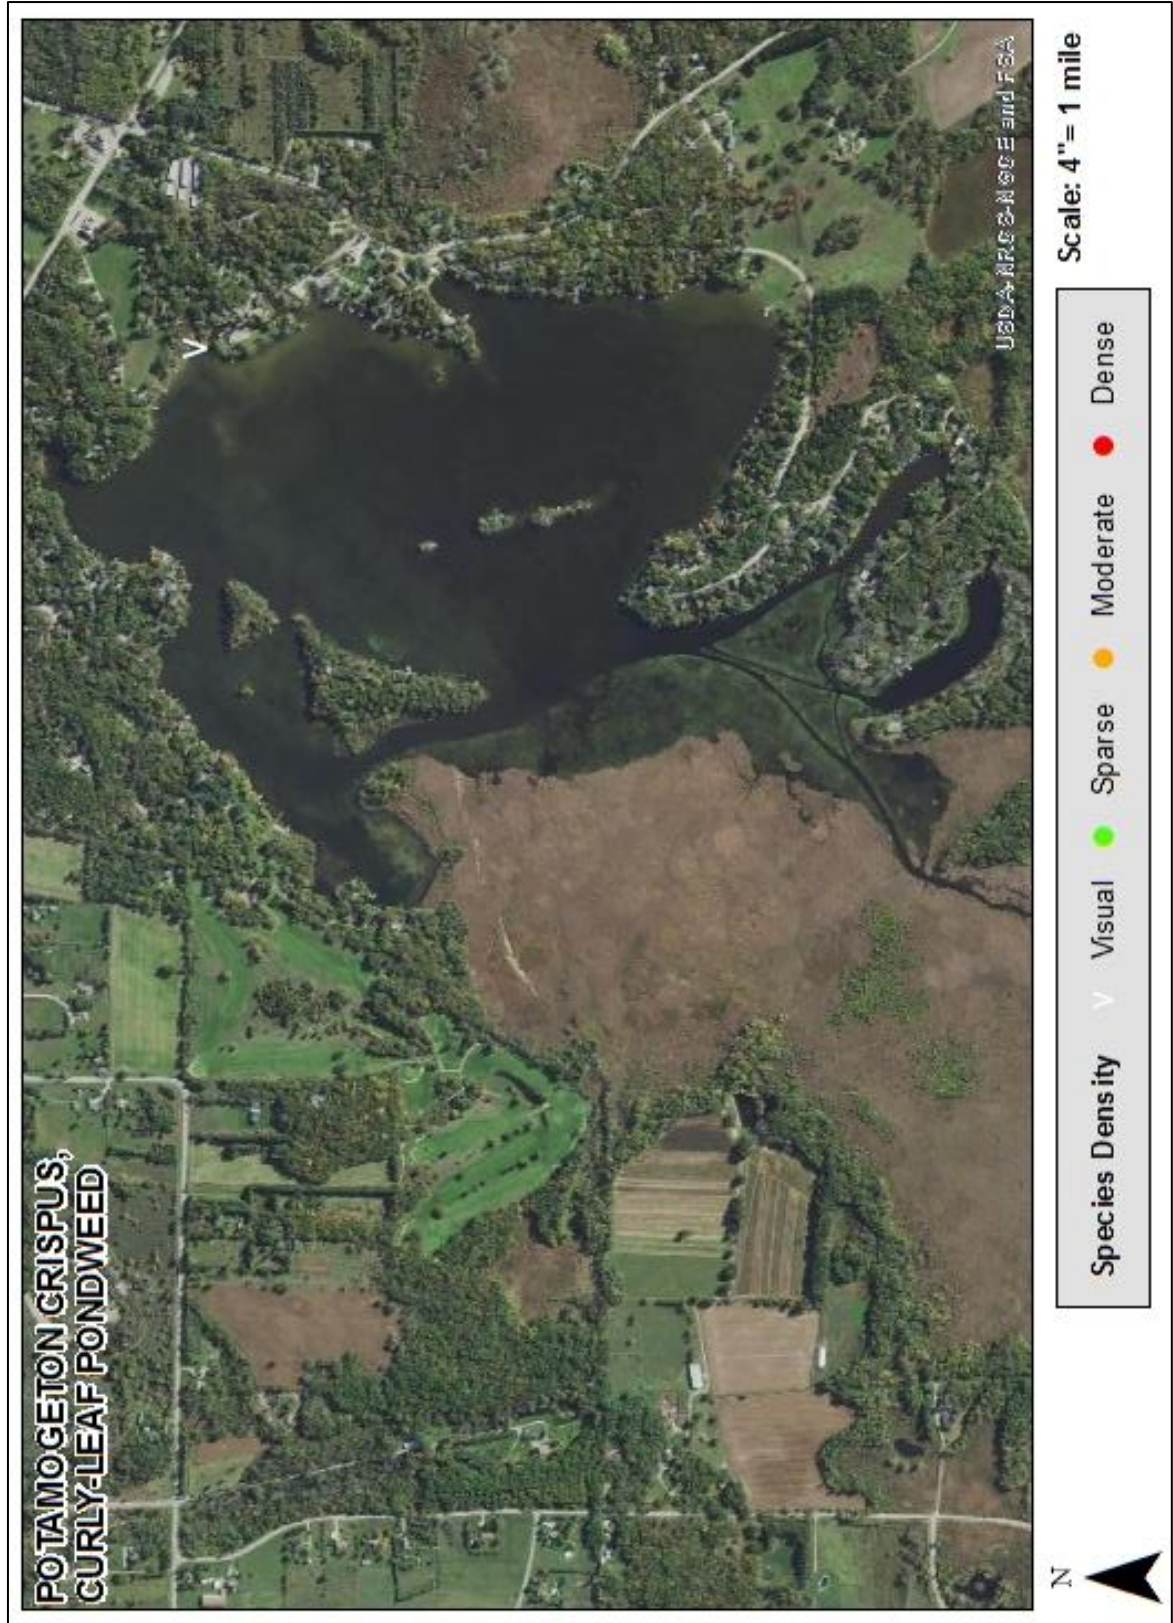 POTAMOGETON CRISPUS,
CURLY-LEAF PONDWEED
V
USDA-NRCS-NCGC and FSA
N
Species Density V Visual Sparse Moderate Dense
Scale: 4"= 1 mile